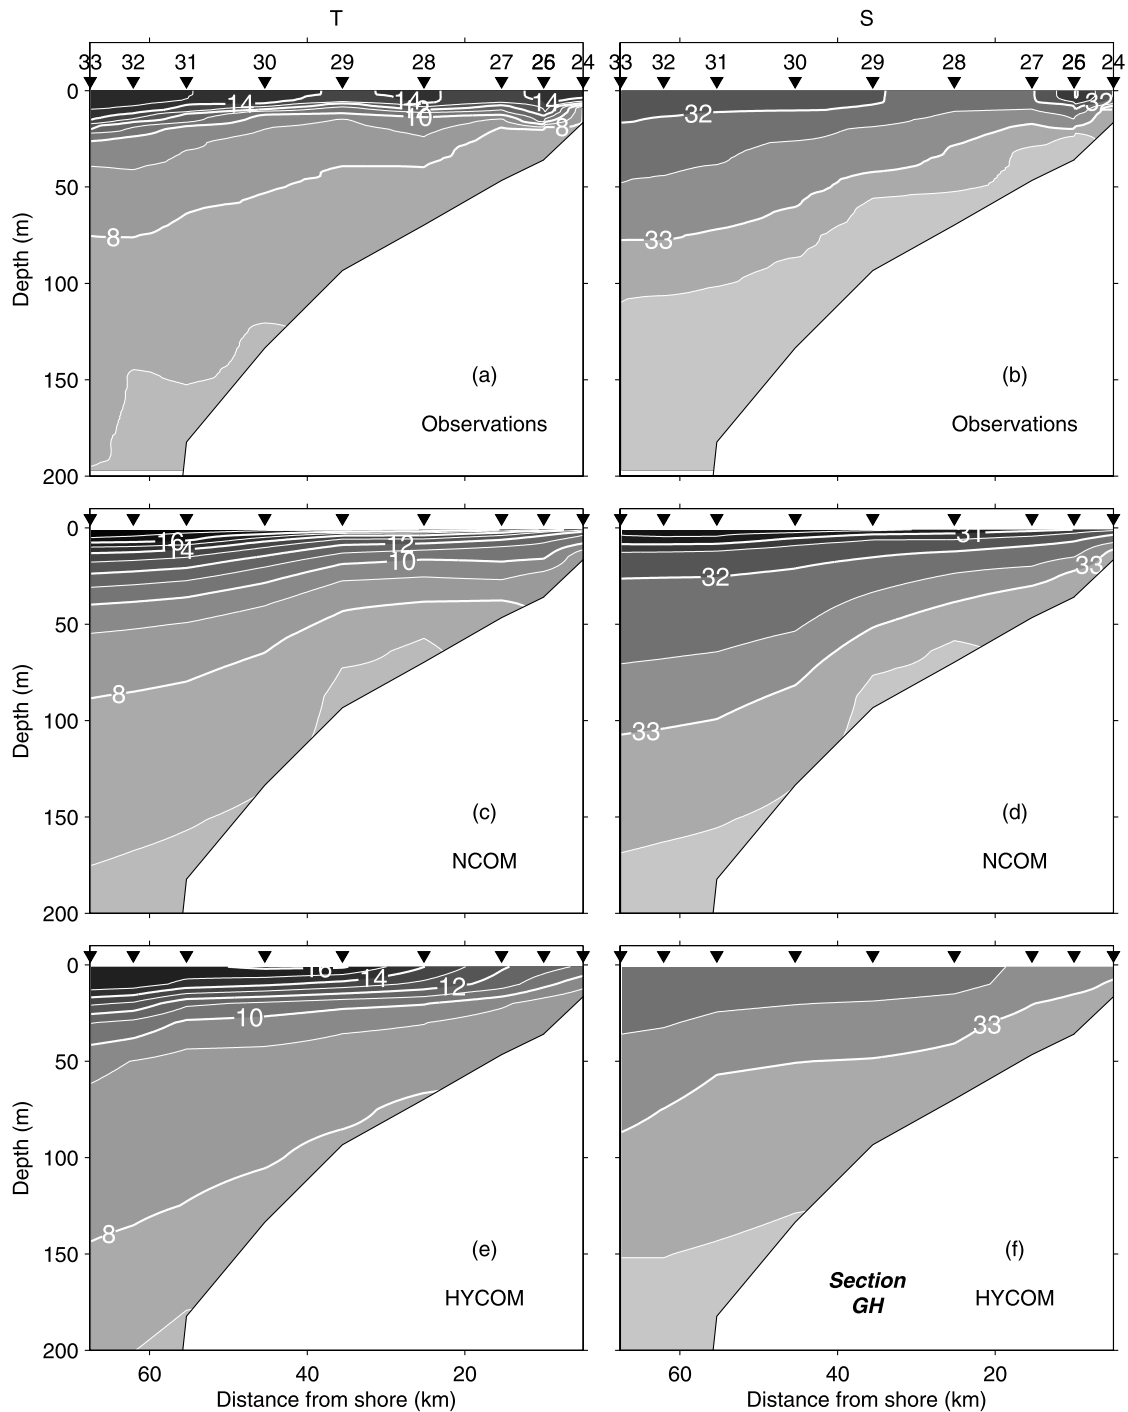 T S
33 32 31 30 29 28 27 26 24 33 32 31 30 29 28 27 26 24
0 14 14 12 10 14 8 32 32
50
8 33
100
150
200
Depth (m)
(a) (b)
Observations Observations
0 16 14 12 10 31 32 33
50
8 33
100
150
200
Depth (m)
(c) (d)
NCOM NCOM
0 16 14 12 10 33
50
100
8
150
200
Depth (m)
(e) (f)
Section
GH
HYCOM HYCOM
60 40 20 60 40 20
Distance from shore (km) Distance from shore (km)